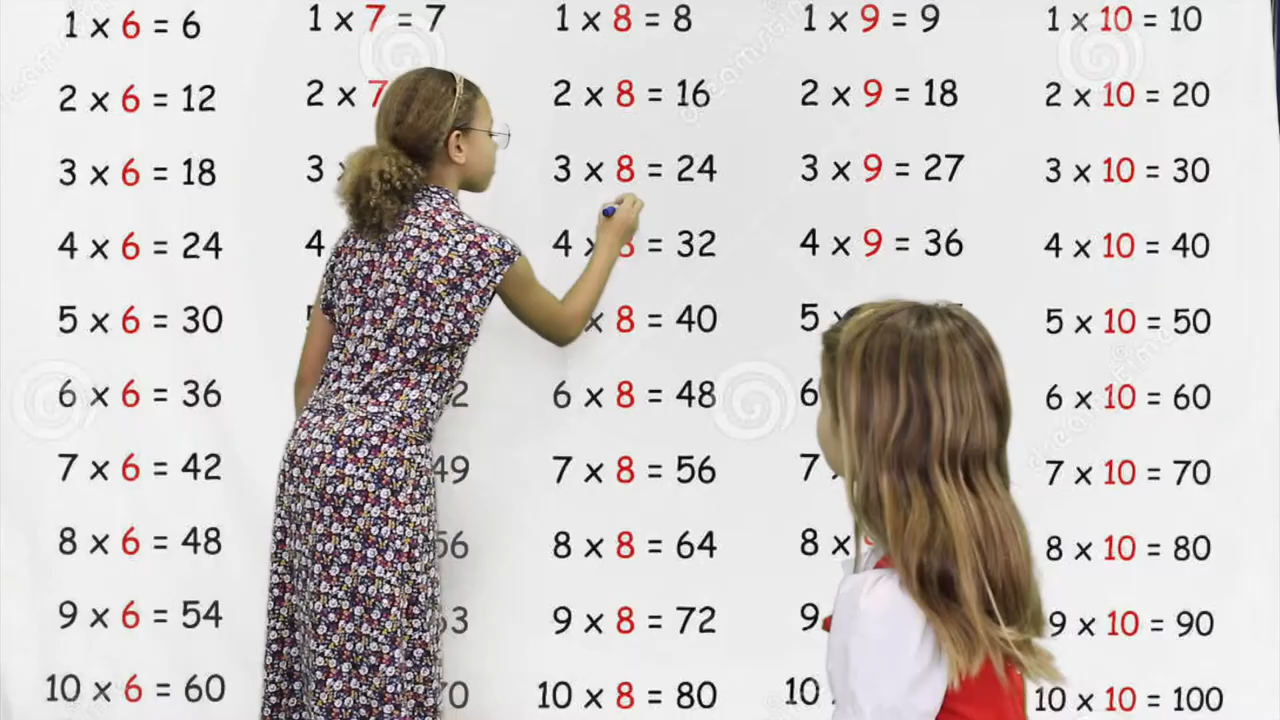 1 × 6 = 6 1 × 7 = 7 1 × 8 = 8 1 × 9 = 9 1 × 10 = 10
2 × 6 = 12 2 × 7 2 × 8 = 16 2 × 9 = 18 2 × 10 = 20
3 × 6 = 18 3 3 × 8 = 24 3 × 9 = 27 3 × 10 = 30
4 × 6 = 24 4 4 × 8 = 32 4 × 9 = 36 4 × 10 = 40
5 × 6 = 30 × 8 = 40 5 5 × 10 = 50
6 × 6 = 36 2 6 × 8 = 48 6 6 × 10 = 60
7 × 6 = 42 49 7 × 8 = 56 7 7 × 10 = 70
8 × 6 = 48 56 8 × 8 = 64 8 × 8 × 10 = 80
9 × 6 = 54 3 9 × 8 = 72 9 9 × 10 = 90
10 × 6 = 60 70 10 × 8 = 80 10 10 × 10 = 100